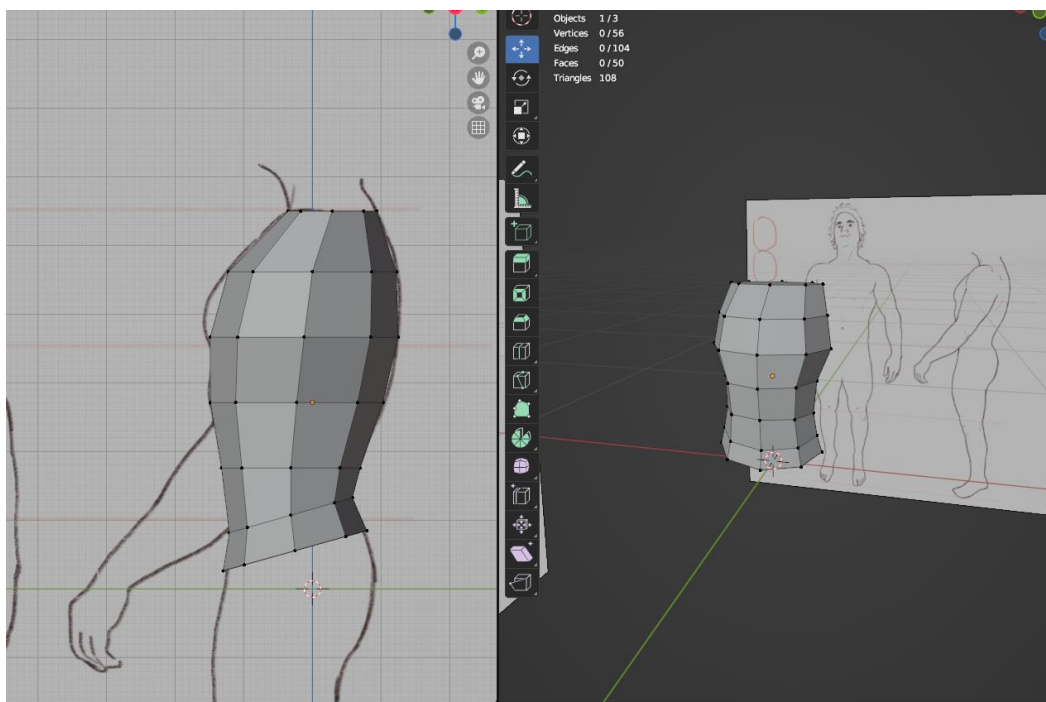 Objects 1/3
Vertices 0/56
Edges 0/104
Faces 0/50
Triangles 108